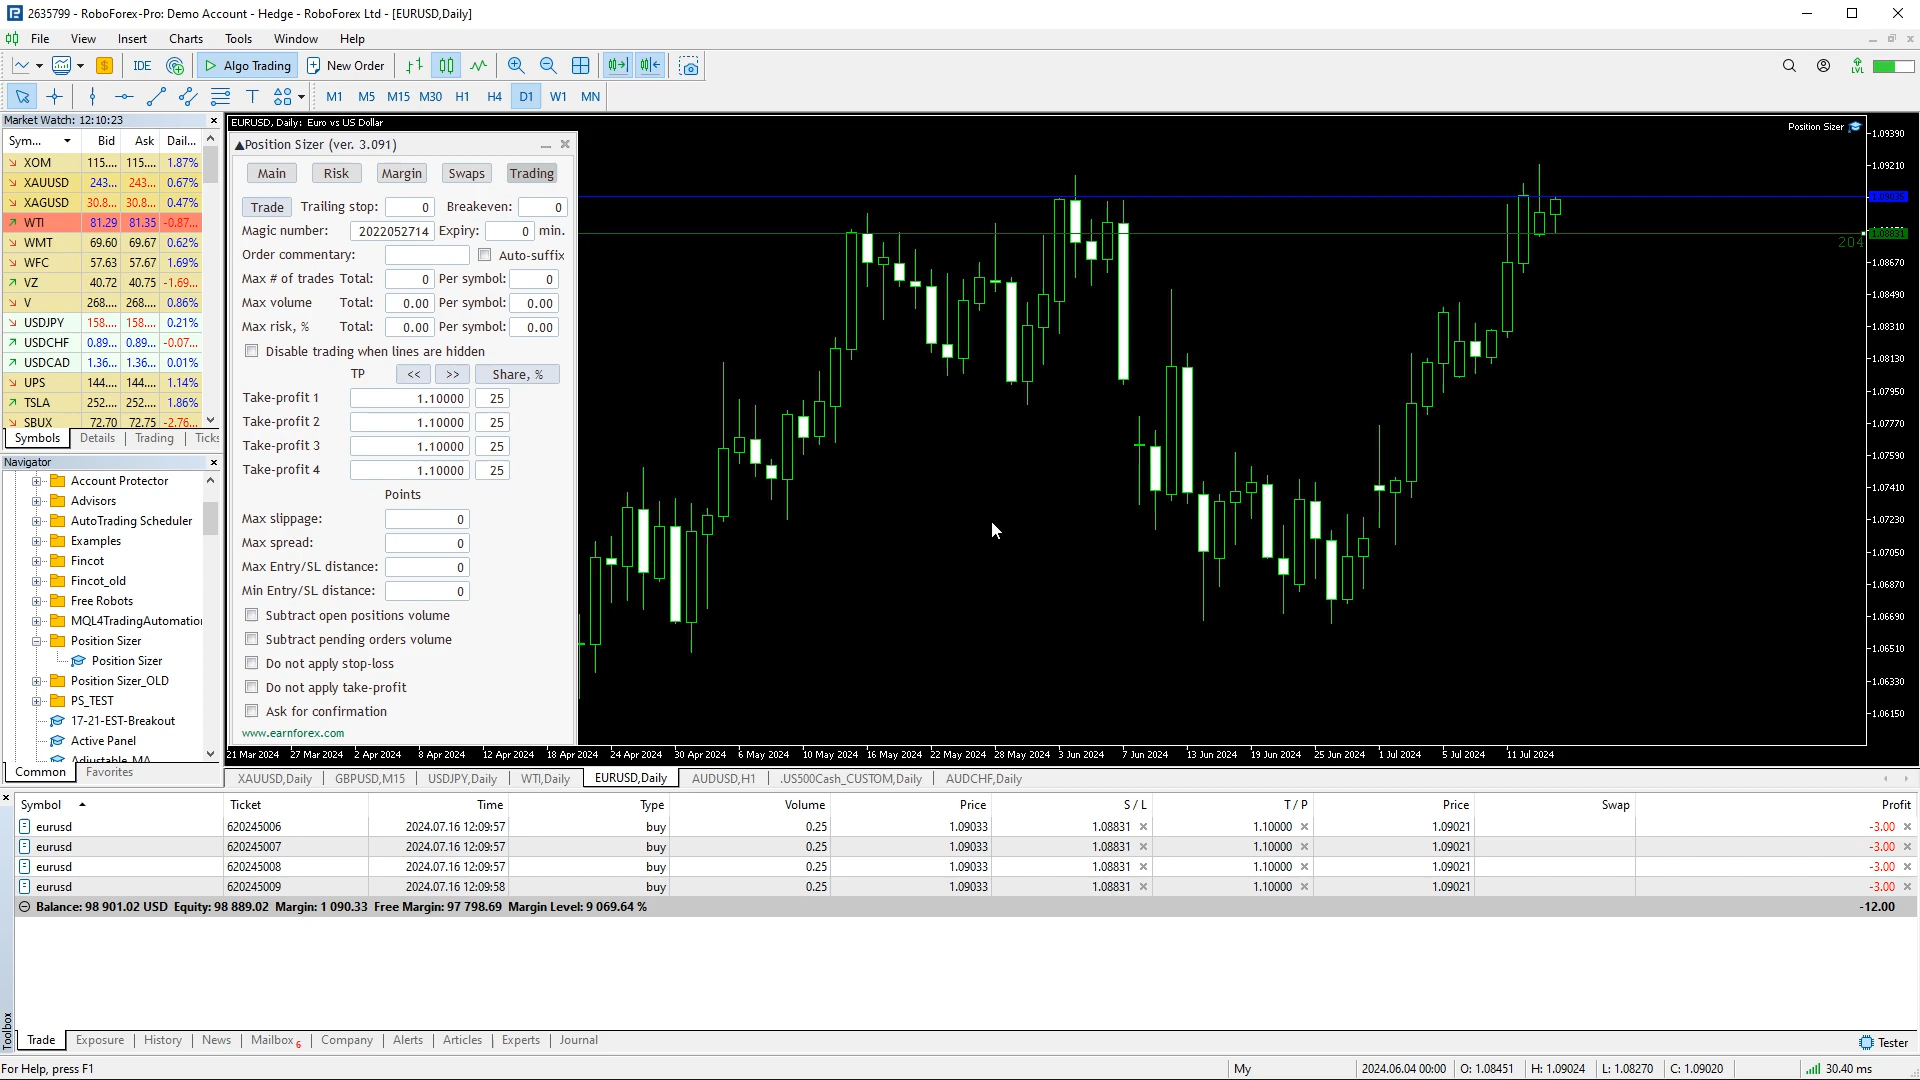 2635799 - RoboForex-Pro: Demo Account - Hedge - RoboForex Ltd - [EURUSD,Daily]
File View Insert Charts Tools Window Help
IDE Algo Trading New Order
LVL
M1 M5 M15 M30 H1 H4 D1 W1 MN
Market Watch: 12:10:23
Sym... Bid Ask Dail...
XOM 115.... 115.... 1.87%
XAUUSD 243... 243... 0.67%
XAGUSD 30.8... 30.8... 0.47%
WTI 81.29 81.35 -0.87...
WMT 69.60 69.67 0.62%
WFC 57.63 57.67 1.69%
VZ 40.72 40.75 -1.69...
V 268.... 268.... 0.86%
USDJPY 158.... 158.... 0.21%
USDCHF 0.89... 0.89... -0.07...
USDCAD 1.36... 1.36... 0.01%
UPS 144.... 144.... 1.14%
TSLA 252.... 252.... 1.86%
SBUX 72.70 72.75 -2.76...
Symbols Details Trading Ticks
Navigator
Account Protector
Advisors
AutoTrading Scheduler
Examples
Fincot
Fincot_old
Free Robots
MQL4TradingAutomation
Position Sizer
Position Sizer
Position Sizer_OLD
PS_TEST
17-21-EST-Breakout
Active Panel
Common Favorites
EURUSD, Daily: Euro vs US Dollar
Position Sizer
Position Sizer (ver. 3.091)
Main Risk Margin Swaps Trading
Trade Trailing stop: 0 Breakeven: 0
Magic number: 2022052714 Expiry: 0 min.
Order commentary: Auto-suffix
Max # of trades Total: 0 Per symbol: 0
Max volume Total: 0.00 Per symbol: 0.00
Max risk, % Total: 0.00 Per symbol: 0.00
Disable trading when lines are hidden
TP << >> Share, %
Take-profit 1 1.10000 25
Take-profit 2 1.10000 25
Take-profit 3 1.10000 25
Take-profit 4 1.10000 25
Points
Max slippage: 0
Max spread: 0
Max Entry/SL distance: 0
Min Entry/SL distance: 0
Subtract open positions volume
Subtract pending orders volume
Do not apply stop-loss
Do not apply take-profit
Ask for confirmation
www.earnforex.com
204
1.09390
1.09210
1.09035
1.08831
1.08670
1.08490
1.08310
1.08130
1.07950
1.07770
1.07590
1.07410
1.07230
1.07050
1.06870
1.06690
1.06510
1.06330
1.06150
21 Mar 2024 27 Mar 2024 2 Apr 2024 8 Apr 2024 12 Apr 2024 18 Apr 2024 24 Apr 2024 30 Apr 2024 6 May 2024 10 May 2024 16 May 2024 22 May 2024 28 May 2024 3 Jun 2024 7 Jun 2024 13 Jun 2024 19 Jun 2024 25 Jun 2024 1 Jul 2024 5 Jul 2024 11 Jul 2024
XAUUSD,Daily GBPUSD,M15 USDJPY,Daily WTI,Daily EURUSD,Daily AUDUSD,H1 .US500Cash_CUSTOM,Daily AUDCHF,Daily
Symbol Ticket Time Type Volume Price S / L T / P Price Swap Profit
eurusd 620245006 2024.07.16 12:09:57 buy 0.25 1.09033 1.08831 1.10000 1.09021 -3.00
eurusd 620245007 2024.07.16 12:09:57 buy 0.25 1.09033 1.08831 1.10000 1.09021 -3.00
eurusd 620245008 2024.07.16 12:09:57 buy 0.25 1.09033 1.08831 1.10000 1.09021 -3.00
eurusd 620245009 2024.07.16 12:09:58 buy 0.25 1.09033 1.08831 1.10000 1.09021 -3.00
Balance: 98 901.02 USD Equity: 98 889.02 Margin: 1 090.33 Free Margin: 97 798.69 Margin Level: 9 069.64 % -12.00
Toolbox
Trade Exposure History News Mailbox 6 Company Alerts Articles Experts Journal
Tester
For Help, press F1
My 2024.06.04 00:00 O: 1.08451 H: 1.09024 L: 1.08270 C: 1.09020 30.40 ms